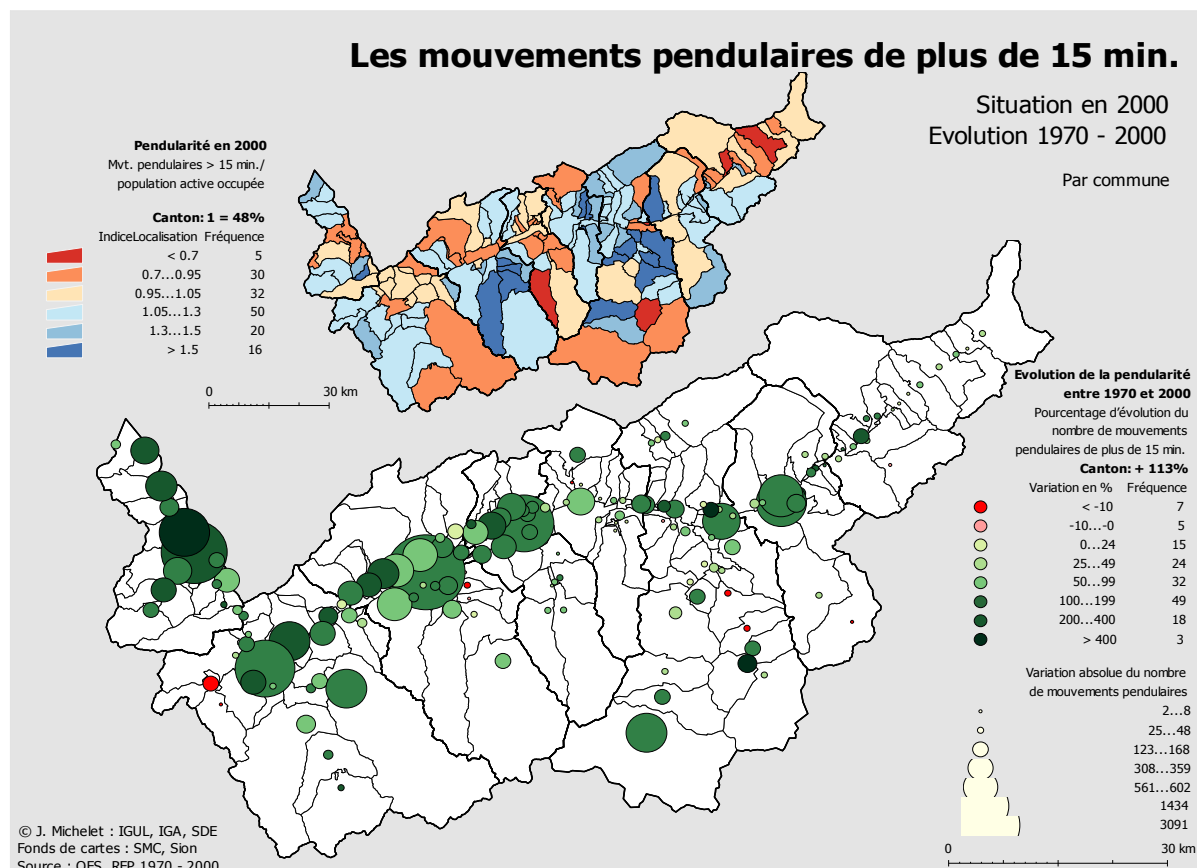 Les mouvements pendulaires de plus de 15 min.
Situation en 2000
Evolution 1970 - 2000
Par commune
Pendularité en 2000
Mvt. pendulaires > 15 min./
population active occupée
Canton: 1 = 48%
IndiceLocalisation Fréquence
< 0.7 5
0.7...0.95 30
0.95...1.05 32
1.05...1.3 50
1.3...1.5 20
> 1.5 16
0 30 km
Evolution de la pendularité
entre 1970 et 2000
Pourcentage d'évolution du
nombre de mouvements
pendulaires de plus de 15 min.
Canton: + 113%
Variation en % Fréquence
< -10 7
-10...-0 5
0...24 15
25...49 24
50...99 32
100...199 49
200...400 18
> 400 3
Variation absolue du nombre
de mouvements pendulaires
2...8
25...48
123...168
308...359
561...602
1434
3091
0 30 km
© J. Michelet : IGUL, IGA, SDE
Fonds de cartes : SMC, Sion
Source : OFS, RFP 1970 - 2000